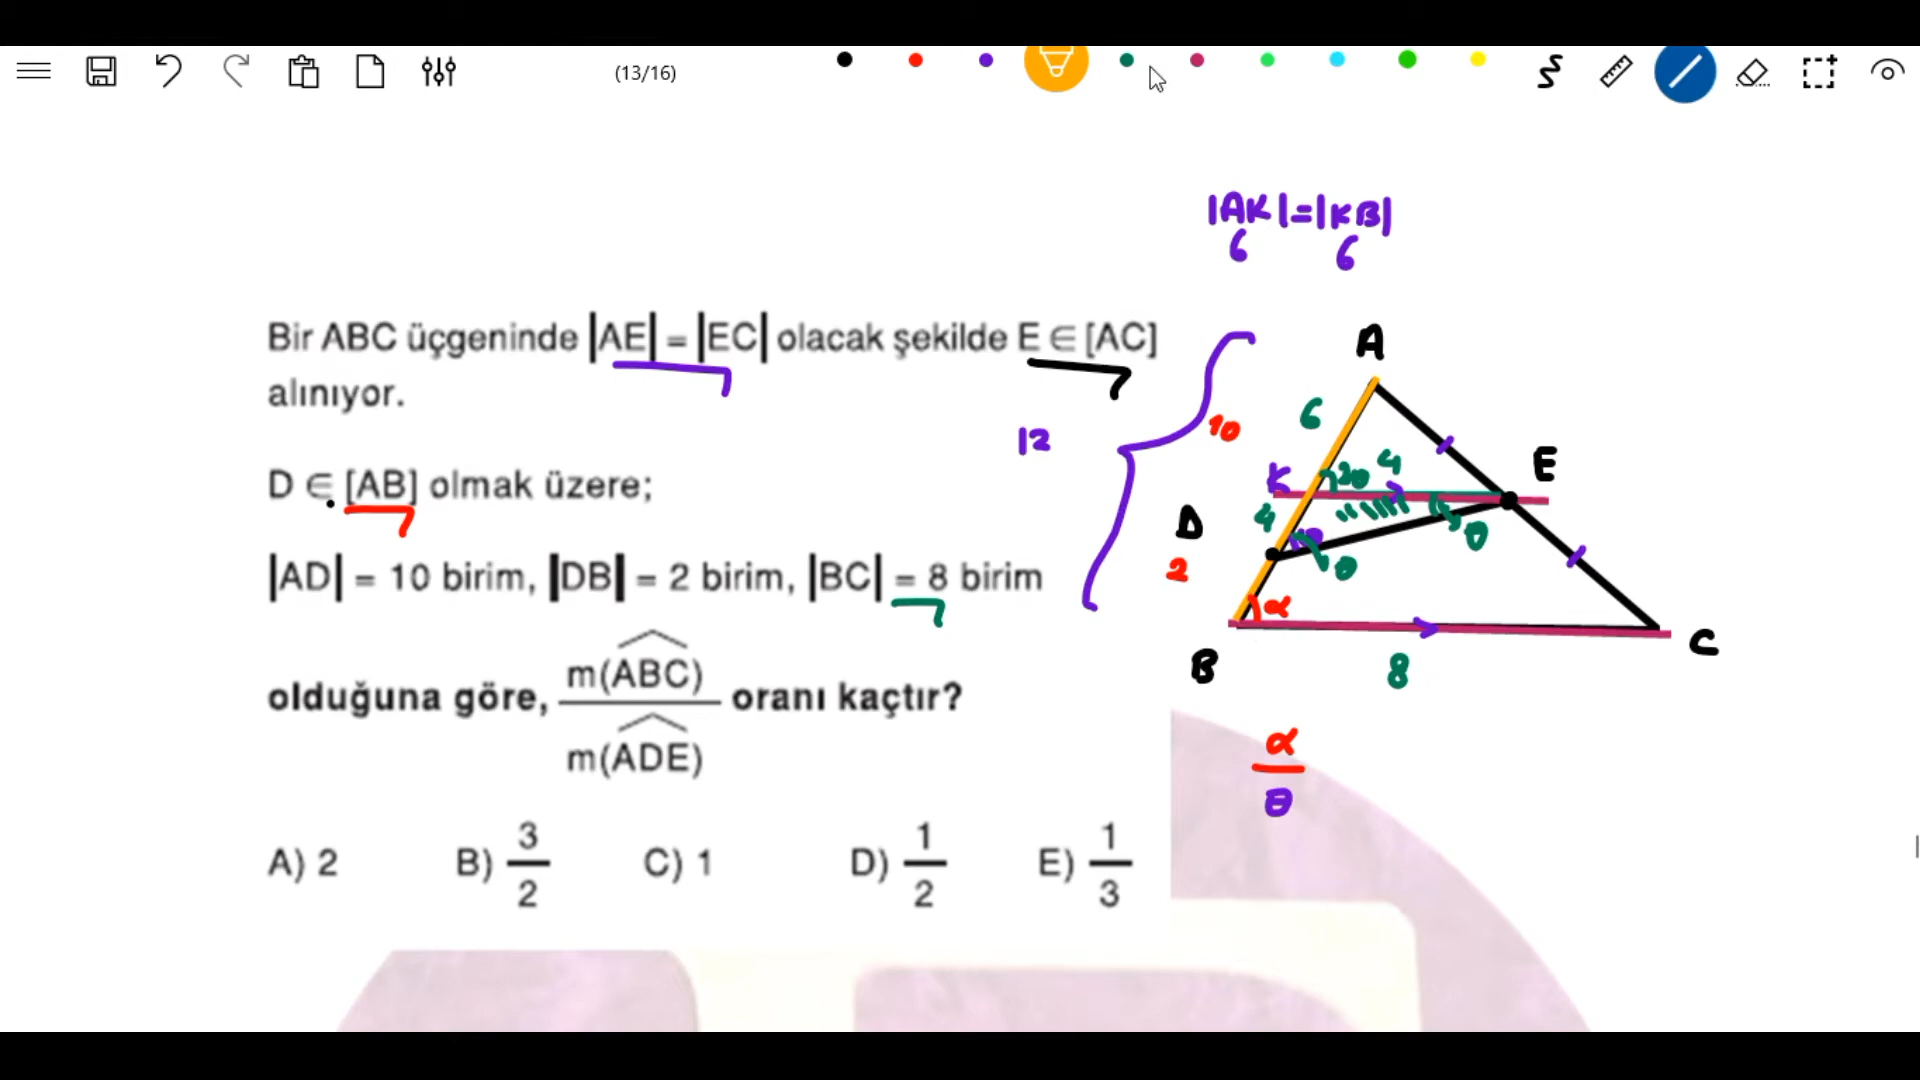 (13/16)
|AK|=|KB|
6 6
Bir ABC üçgeninde |AE| = |EC| olacak şekilde E ∈ [AC]
alınıyor.
D ∈ [AB] olmak üzere;
|AD| = 10 birim, |DB| = 2 birim, |BC| = 8 birim
olduğuna göre, m(ABC) / m(ADE) oranı kaçtır?
A) 2 B) 3/2 C) 1 D) 1/2 E) 1/3
12
10
A
6
E
K 2θ 4
4
D
θ
θ
2
α
B
C
8
α
θ